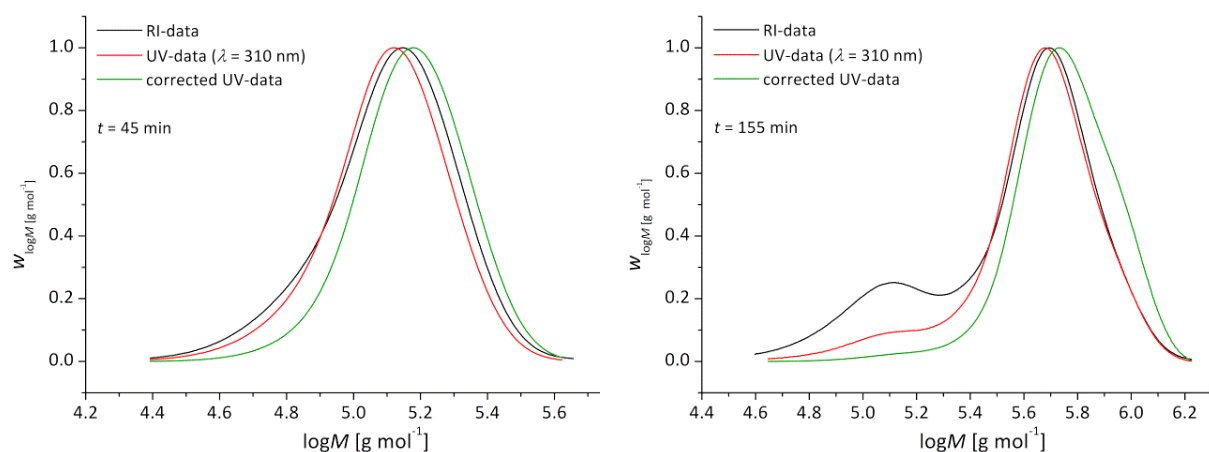 RI-data
UV-data (λ = 310 nm)
corrected UV-data
t = 45 min
1.0
0.8
0.6
0.4
0.2
0.0
w logM [g mol⁻¹]
4.2 4.4 4.6 4.8 5.0 5.2 5.4 5.6
logM [g mol⁻¹]
RI-data
UV-data (λ = 310 nm)
corrected UV-data
t = 155 min
1.0
0.8
0.6
0.4
0.2
0.0
w logM [g mol⁻¹]
4.4 4.6 4.8 5.0 5.2 5.4 5.6 5.8 6.0 6.2
logM [g mol⁻¹]